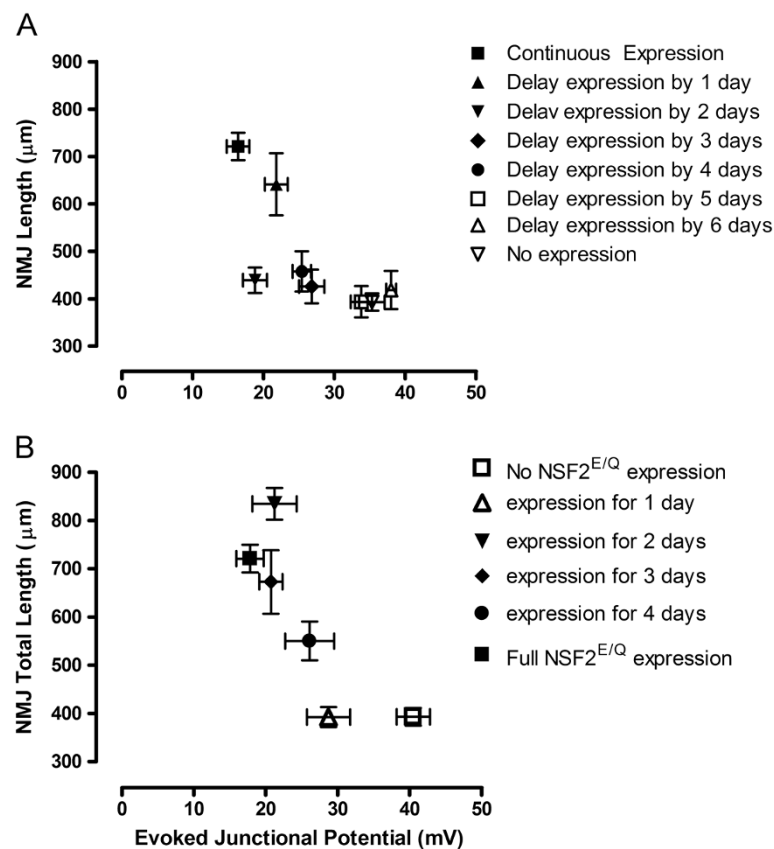 A
900
800
700
600
500
400
300
NMJ Length (μm)
0 10 20 30 40 50
Continuous Expression
Delay expression by 1 day
Delav expression by 2 days
Delay expression by 3 days
Delay expression by 4 days
Delay expression by 5 days
Delay expresssion by 6 days
No expression
B
900
800
700
600
500
400
300
NMJ Total Length (μm)
0 10 20 30 40 50
Evoked Junctional Potential (mV)
No NSF2^E/Q expression
expression for 1 day
expression for 2 days
expression for 3 days
expression for 4 days
Full NSF2^E/Q expression